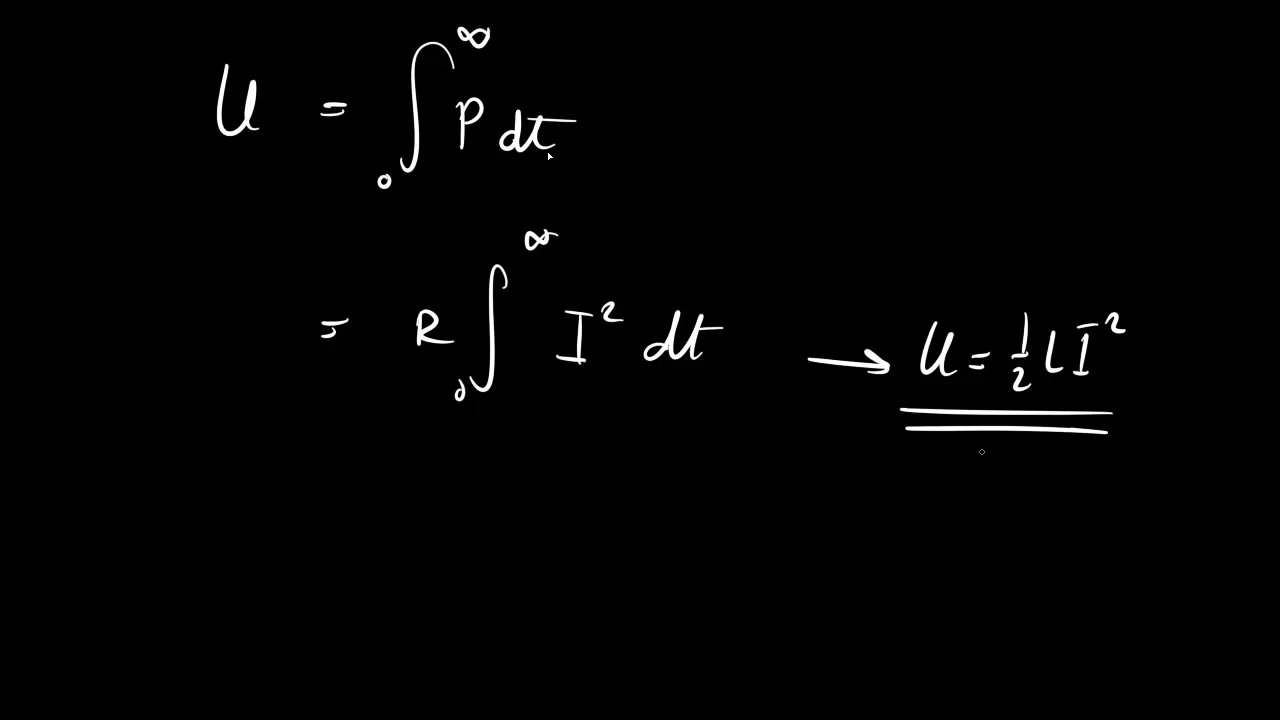 U = ∫₀^∞ P dt
= R ∫₀^∞ I² dt → U = ½ L I²